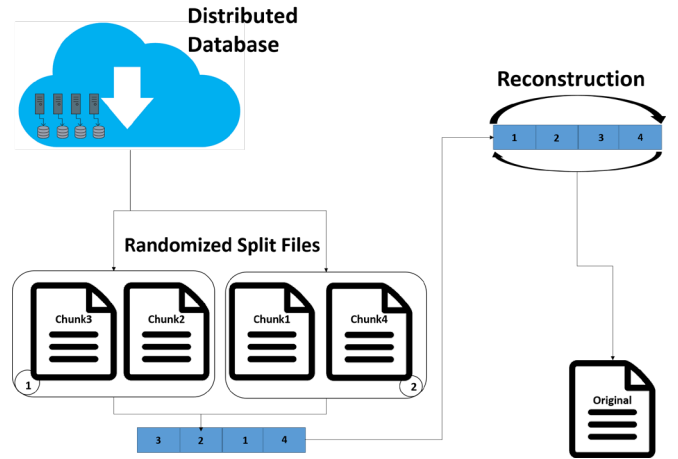 Distributed
Database
Reconstruction
1 2 3 4
Randomized Split Files
Chunk3 Chunk2 Chunk1 Chunk4
1 2
3 2 1 4
Original